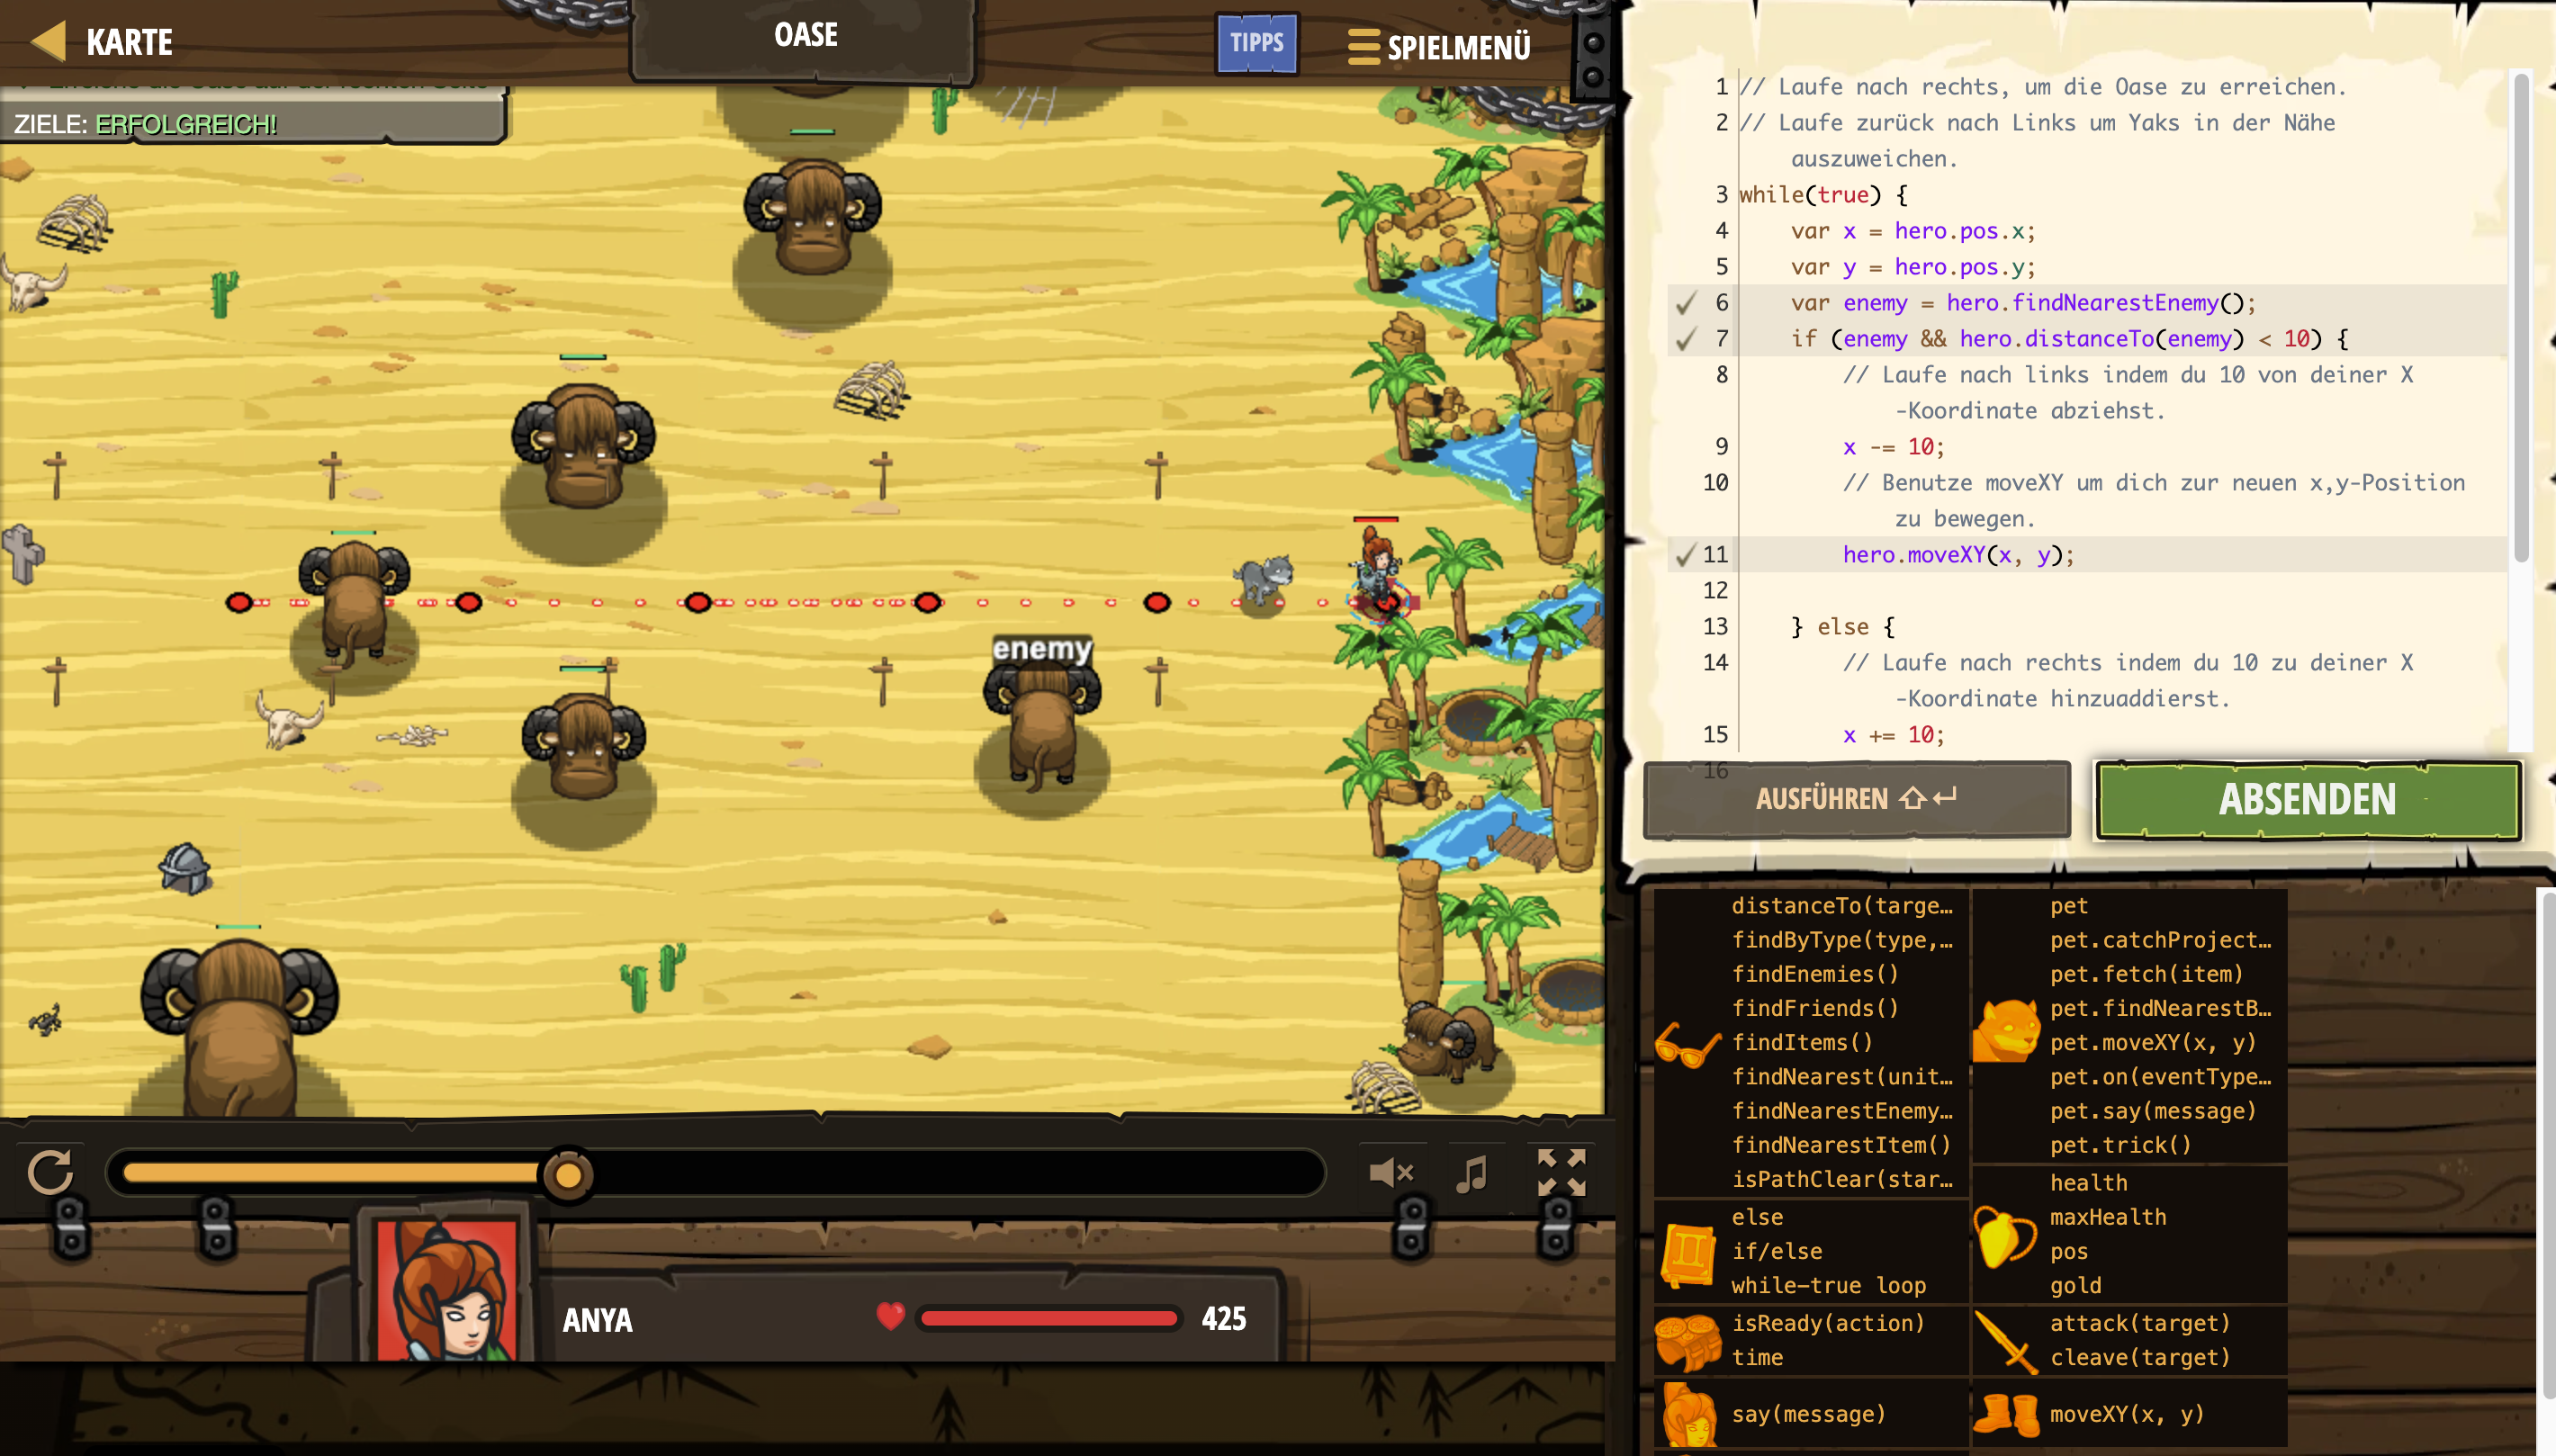 KARTE
OASE
TIPPS
SPIELMENÜ
Erreiche die Oase auf der rechten Seite
ZIELE: ERFOLGREICH!
enemy
1 // Laufe nach rechts, um die Oase zu erreichen.
2 // Laufe zurück nach Links um Yaks in der Nähe
auszuweichen.
3 while(true) {
4 var x = hero.pos.x;
5 var y = hero.pos.y;
6 var enemy = hero.findNearestEnemy();
7 if (enemy && hero.distanceTo(enemy) < 10) {
8 // Laufe nach links indem du 10 von deiner X
-Koordinate abziehst.
9 x -= 10;
10 // Benutze moveXY um dich zur neuen x,y-Position
zu bewegen.
11 hero.moveXY(x, y);
12
13 } else {
14 // Laufe nach rechts indem du 10 zu deiner X
-Koordinate hinzuaddierst.
15 x += 10;
16
AUSFÜHREN
ABSENDEN
distanceTo(targe…
findByType(type,…
findEnemies()
findFriends()
findItems()
findNearest(unit…
findNearestEnemy…
findNearestItem()
isPathClear(star…
else
if/else
while-true loop
isReady(action)
time
say(message)
pet
pet.catchProject…
pet.fetch(item)
pet.findNearestB…
pet.moveXY(x, y)
pet.on(eventType…
pet.say(message)
pet.trick()
health
maxHealth
pos
gold
attack(target)
cleave(target)
moveXY(x, y)
ANYA
425